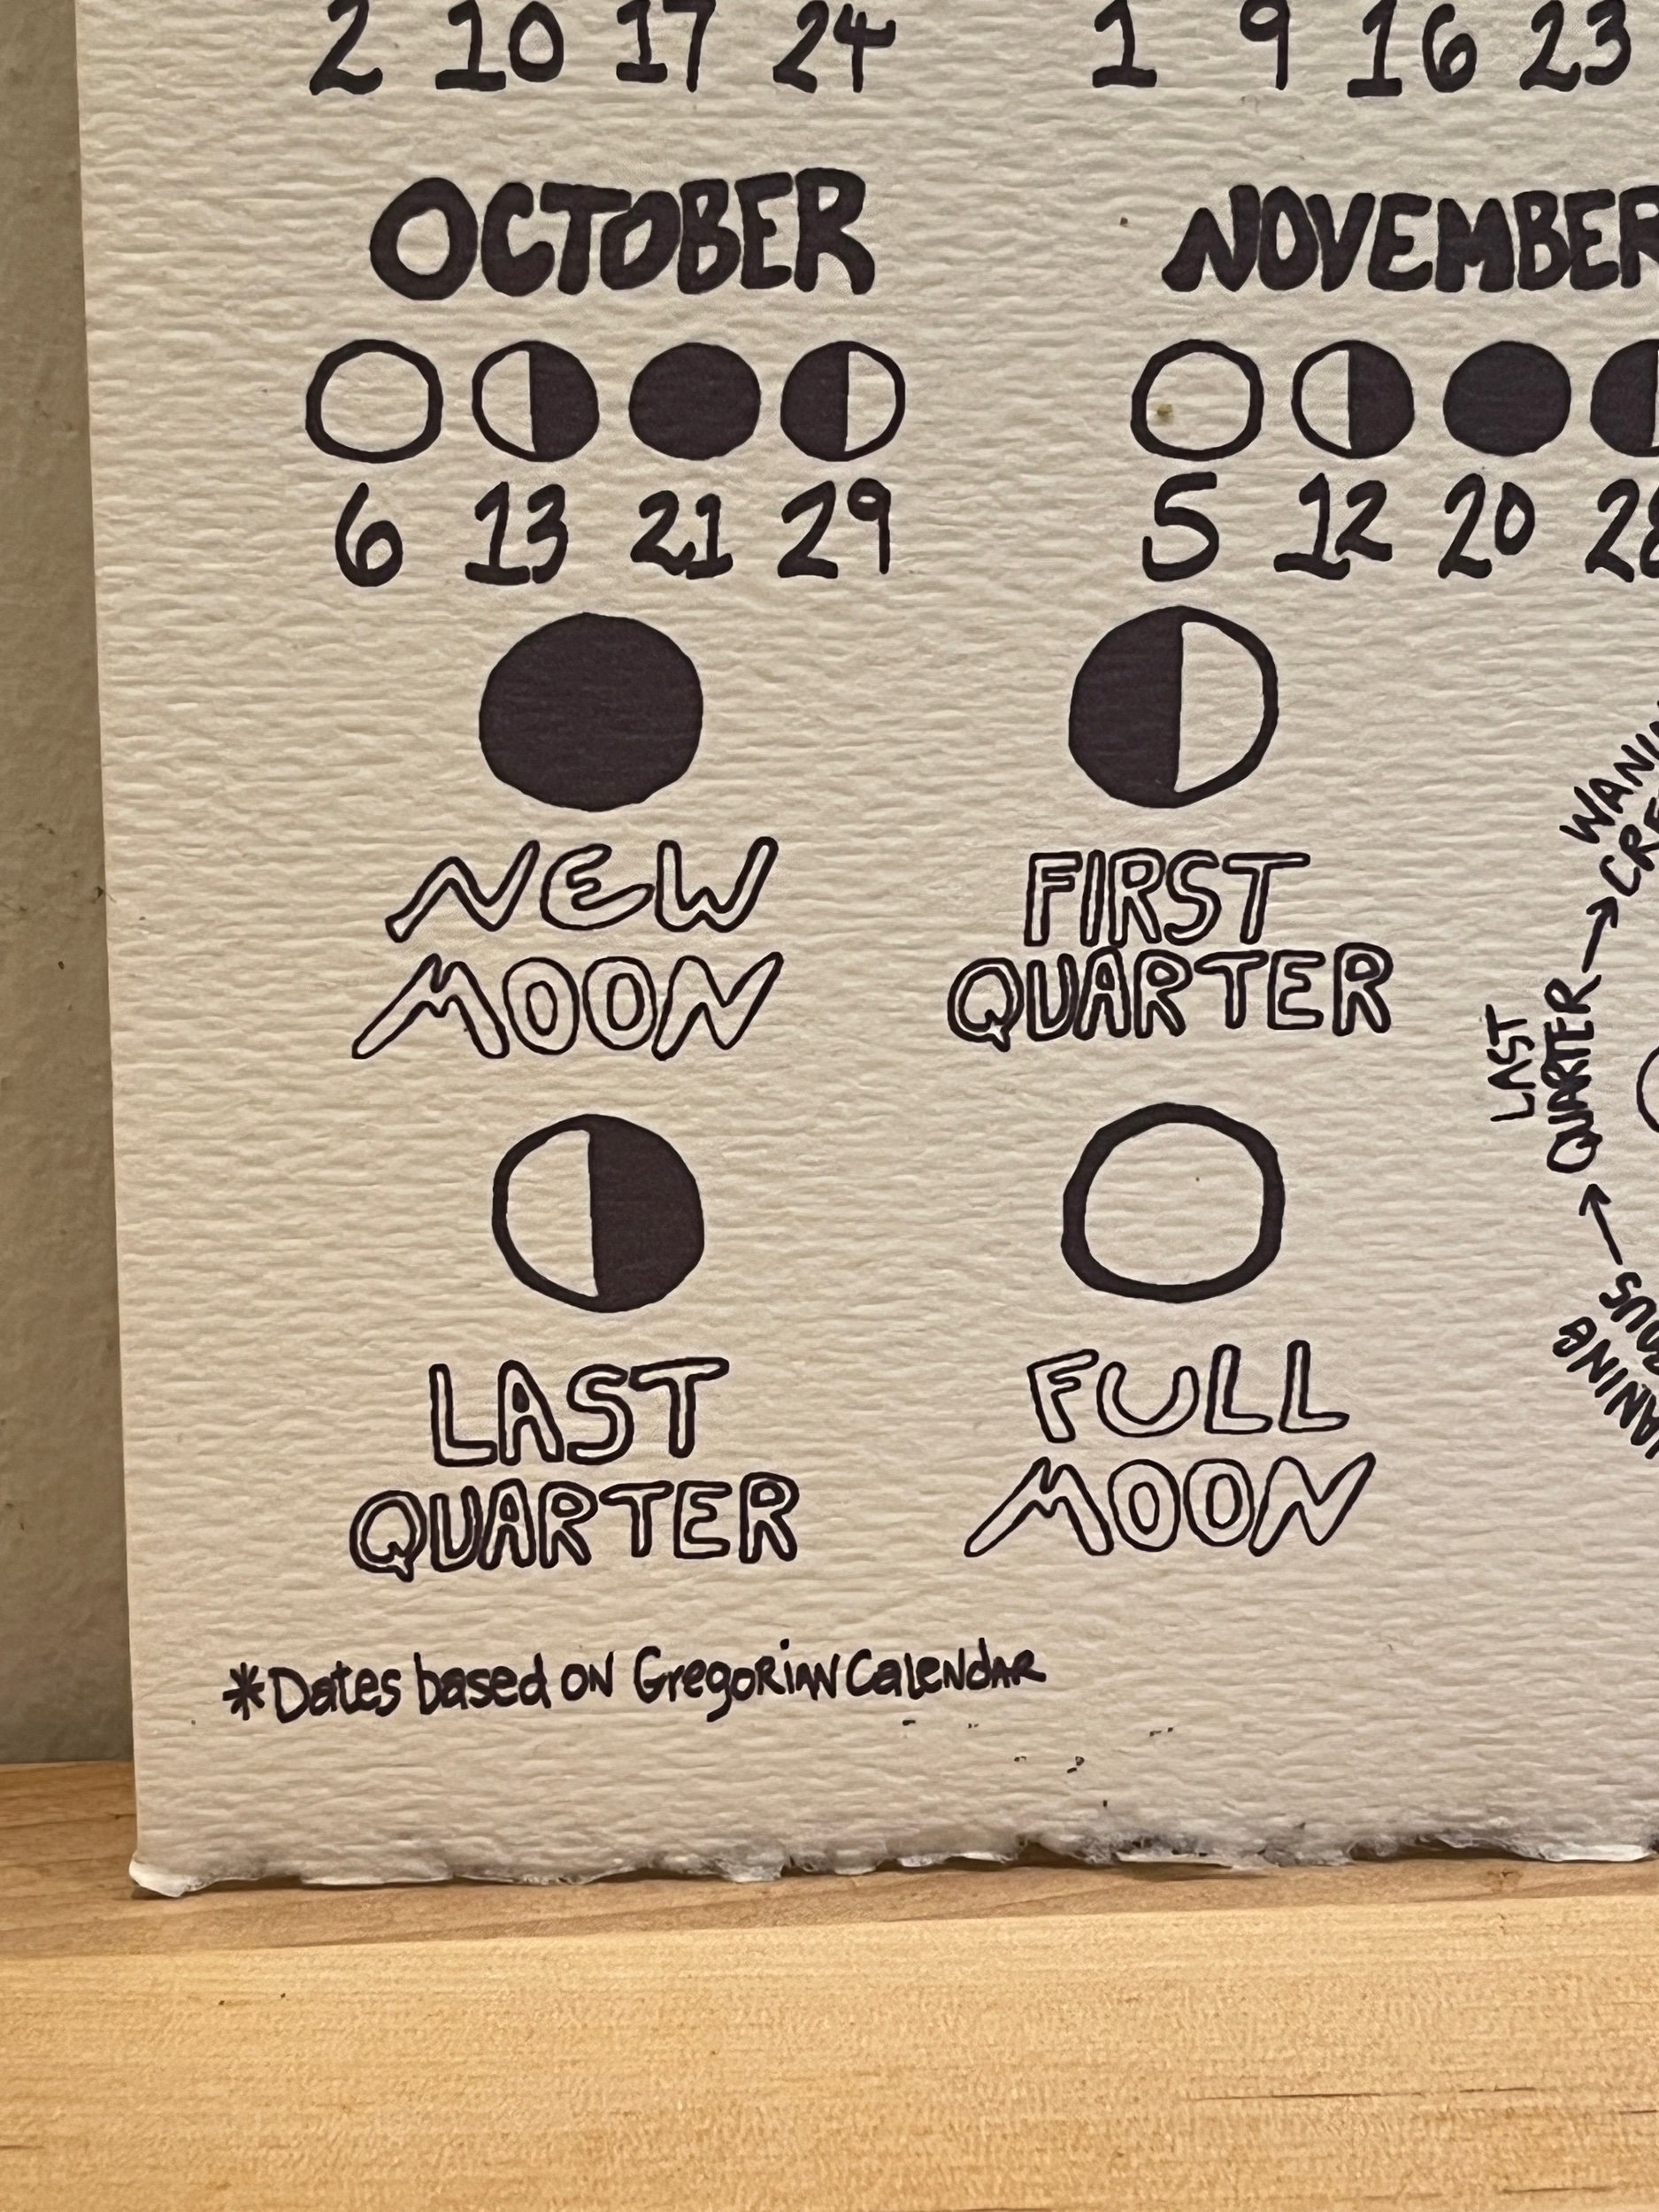 2 10 17 24
1 9 16 23
OCTOBER
NOVEMBER
6 13 21 29
5 12 20 28
NEW
MOON
FIRST
QUARTER
LAST
QUARTER
FULL
MOON
LAST
QUARTER
*Dates based on Gregorian Calendar